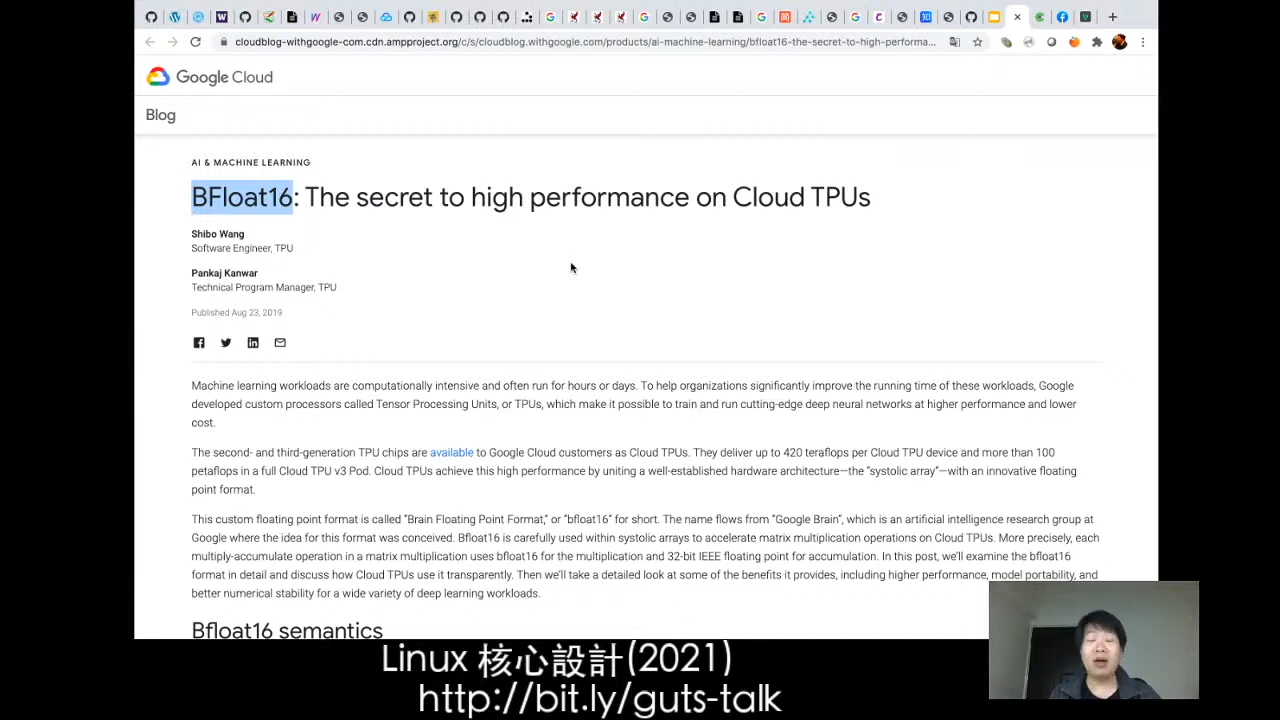 cloudblog-withgoogle-com.cdn.ampproject.org/c/s/cloudblog.withgoogle.com/products/ai-machine-learning/bfloat16-the-secret-to-high-performa...
Google Cloud
Blog
AI & MACHINE LEARNING
BFloat16: The secret to high performance on Cloud TPUs
Shibo Wang
Software Engineer, TPU
Pankaj Kanwar
Technical Program Manager, TPU
Published Aug 23, 2019
Machine learning workloads are computationally intensive and often run for hours or days. To help organizations significantly improve the running time of these workloads, Google
developed custom processors called Tensor Processing Units, or TPUs, which make it possible to train and run cutting-edge deep neural networks at higher performance and lower
cost.
The second- and third-generation TPU chips are available to Google Cloud customers as Cloud TPUs. They deliver up to 420 teraflops per Cloud TPU device and more than 100
petaflops in a full Cloud TPU v3 Pod. Cloud TPUs achieve this high performance by uniting a well-established hardware architecture—the "systolic array"—with an innovative floating
point format.
This custom floating point format is called "Brain Floating Point Format," or "bfloat16" for short. The name flows from "Google Brain", which is an artificial intelligence research group at
Google where the idea for this format was conceived. Bfloat16 is carefully used within systolic arrays to accelerate matrix multiplication operations on Cloud TPUs. More precisely, each
multiply-accumulate operation in a matrix multiplication uses bfloat16 for the multiplication and 32-bit IEEE floating point for accumulation. In this post, we'll examine the bfloat16
format in detail and discuss how Cloud TPUs use it transparently. Then we'll take a detailed look at some of the benefits it provides, including higher performance, model portability, and
better numerical stability for a wide variety of deep learning workloads.
Bfloat16 semantics
Linux 核心設計(2021)
http://bit.ly/guts-talk